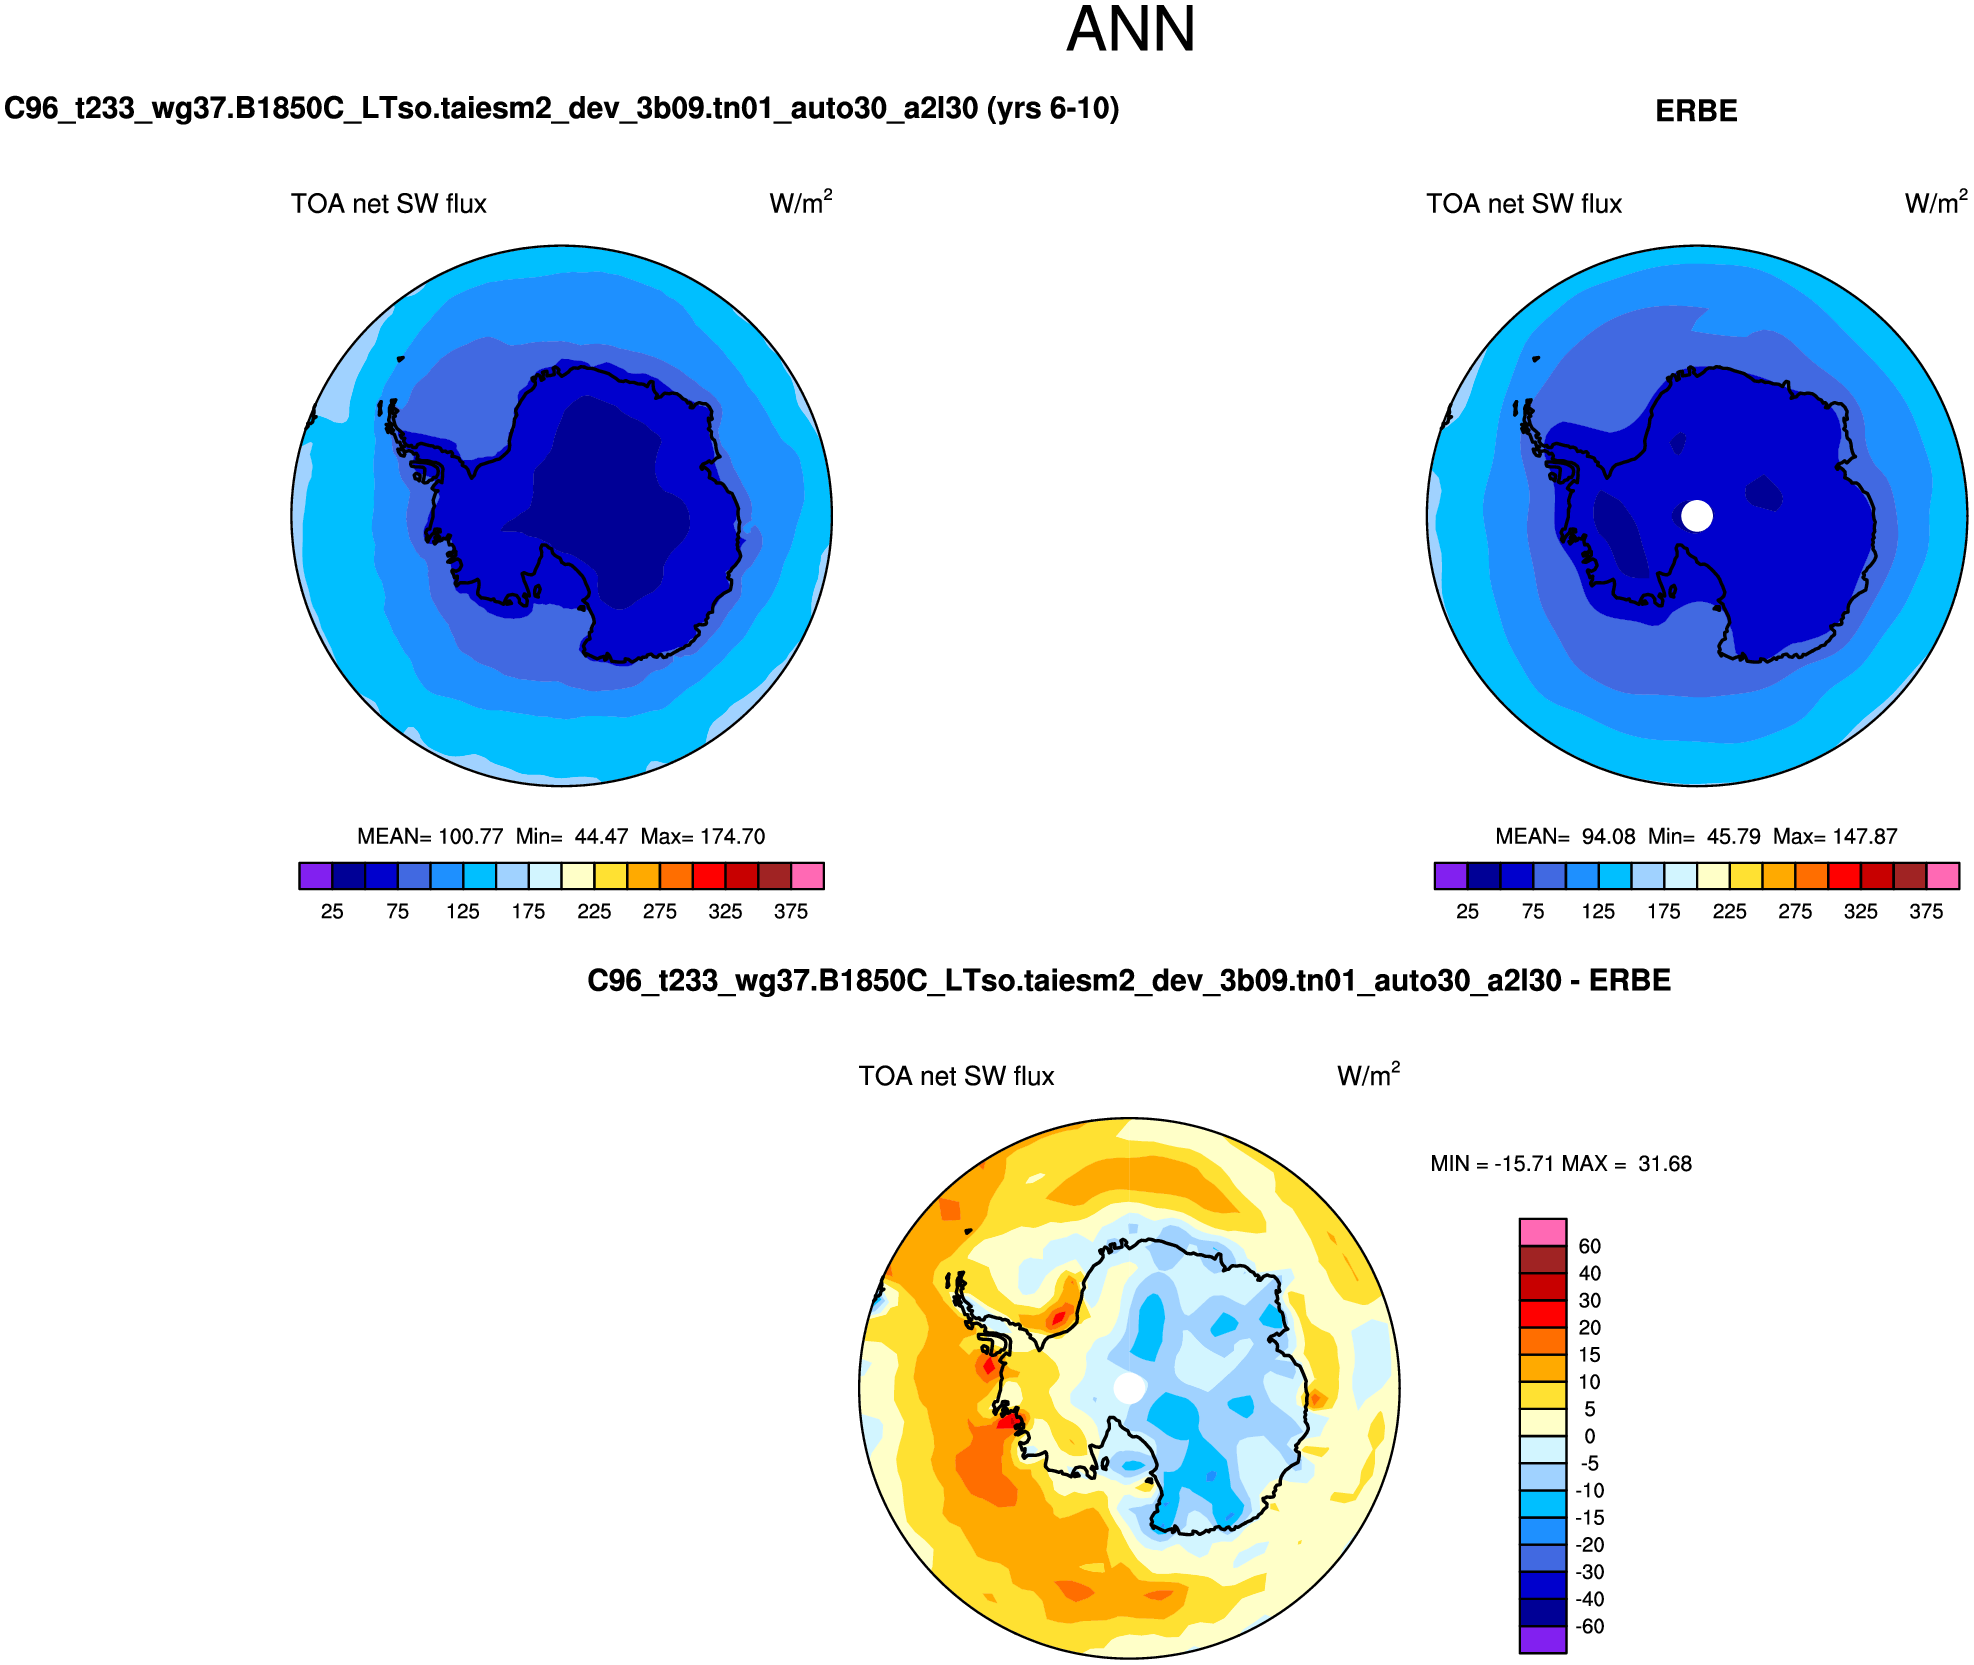 ANN
C96_t233_wg37.B1850C_LTso.taiesm2_dev_3b09.tn01_auto30_a2l30 (yrs 6-10)
ERBE
TOA net SW flux W/m2
TOA net SW flux W/m2
MEAN= 100.77 Min= 44.47 Max= 174.70
MEAN= 94.08 Min= 45.79 Max= 147.87
25 75 125 175 225 275 325 375
25 75 125 175 225 275 325 375
C96_t233_wg37.B1850C_LTso.taiesm2_dev_3b09.tn01_auto30_a2l30 - ERBE
TOA net SW flux W/m2
MIN = -15.71 MAX = 31.68
60
40
30
20
15
10
5
0
-5
-10
-15
-20
-30
-40
-60